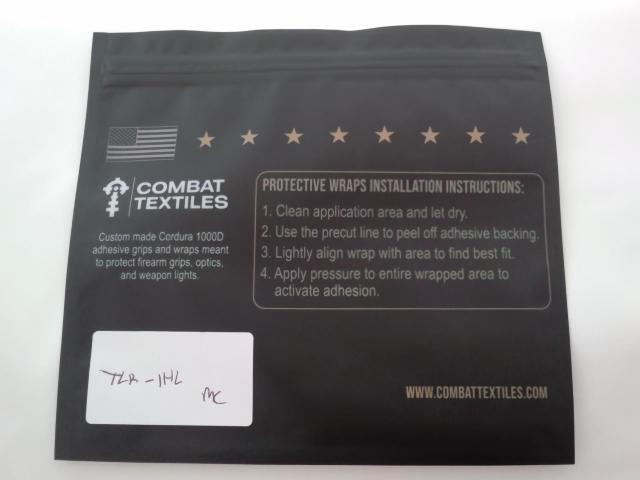 COMBAT
TEXTILES
Custom made Cordura 1000D
adhesive grips and wraps meant
to protect firearm grips, optics,
and weapon lights.
PROTECTIVE WRAPS INSTALLATION INSTRUCTIONS:
1. Clean application area and let dry.
2. Use the precut line to peel off adhesive backing.
3. Lightly align wrap with area to find best fit.
4. Apply pressure to entire wrapped area to
activate adhesion.
TLR-1HL
MC
WWW.COMBATTEXTILES.COM